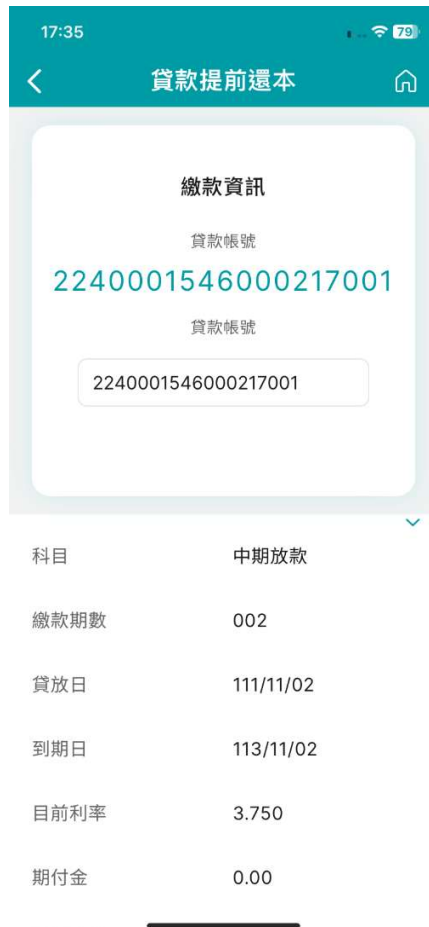 17:35
79
貸款提前還本
繳款資訊
貸款帳號
2240001546000217001
貸款帳號
2240001546000217001
科目 中期放款
繳款期數 002
貸放日 111/11/02
到期日 113/11/02
目前利率 3.750
期付金 0.00